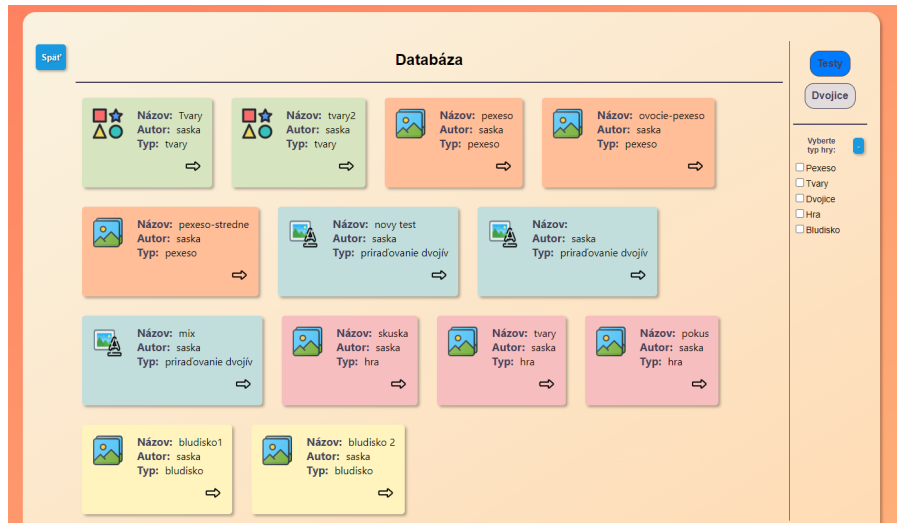 Späť
Databáza
Názov: Tvary
Autor: saska
Typ: tvary
Názov: tvary2
Autor: saska
Typ: tvary
Názov: pexeso
Autor: saska
Typ: pexeso
Názov: ovocie-pexeso
Autor: saska
Typ: pexeso
Názov: pexeso-stredne
Autor: saska
Typ: pexeso
Názov: novy test
Autor: saska
Typ: priraďovanie dvojív
Názov:
Autor: saska
Typ: priraďovanie dvojív
Názov: mix
Autor: saska
Typ: priraďovanie dvojív
Názov: skuska
Autor: saska
Typ: hra
Názov: tvary
Autor: saska
Typ: hra
Názov: pokus
Autor: saska
Typ: hra
Názov: bludisko1
Autor: saska
Typ: bludisko
Názov: bludisko 2
Autor: saska
Typ: bludisko
Testy
Dvojice
Vyberte
typ hry:
-
Pexeso
Tvary
Dvojice
Hra
Bludisko